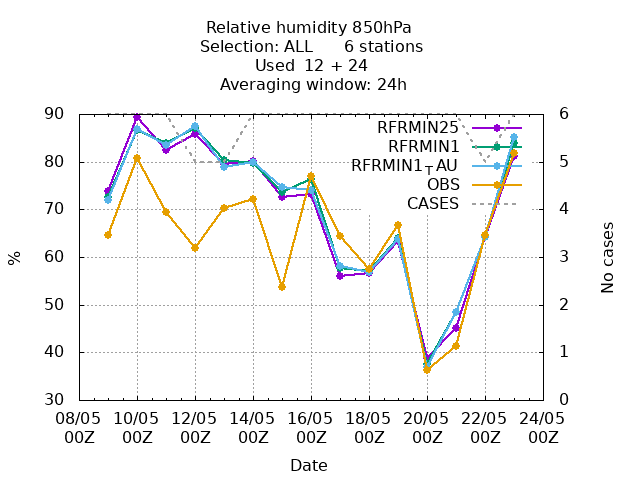 Relative humidity 850hPa
Selection: ALL      6 stations
Used  12 + 24
Averaging window: 24h
90
80
70
60
50
40
30
%
6
5
4
3
2
1
0
No cases
RFRMIN25
RFRMIN1
RFRMIN1_TAU
OBS
CASES
08/05 10/05 12/05 14/05 16/05 18/05 20/05 22/05 24/05
00Z 00Z 00Z 00Z 00Z 00Z 00Z 00Z 00Z
Date